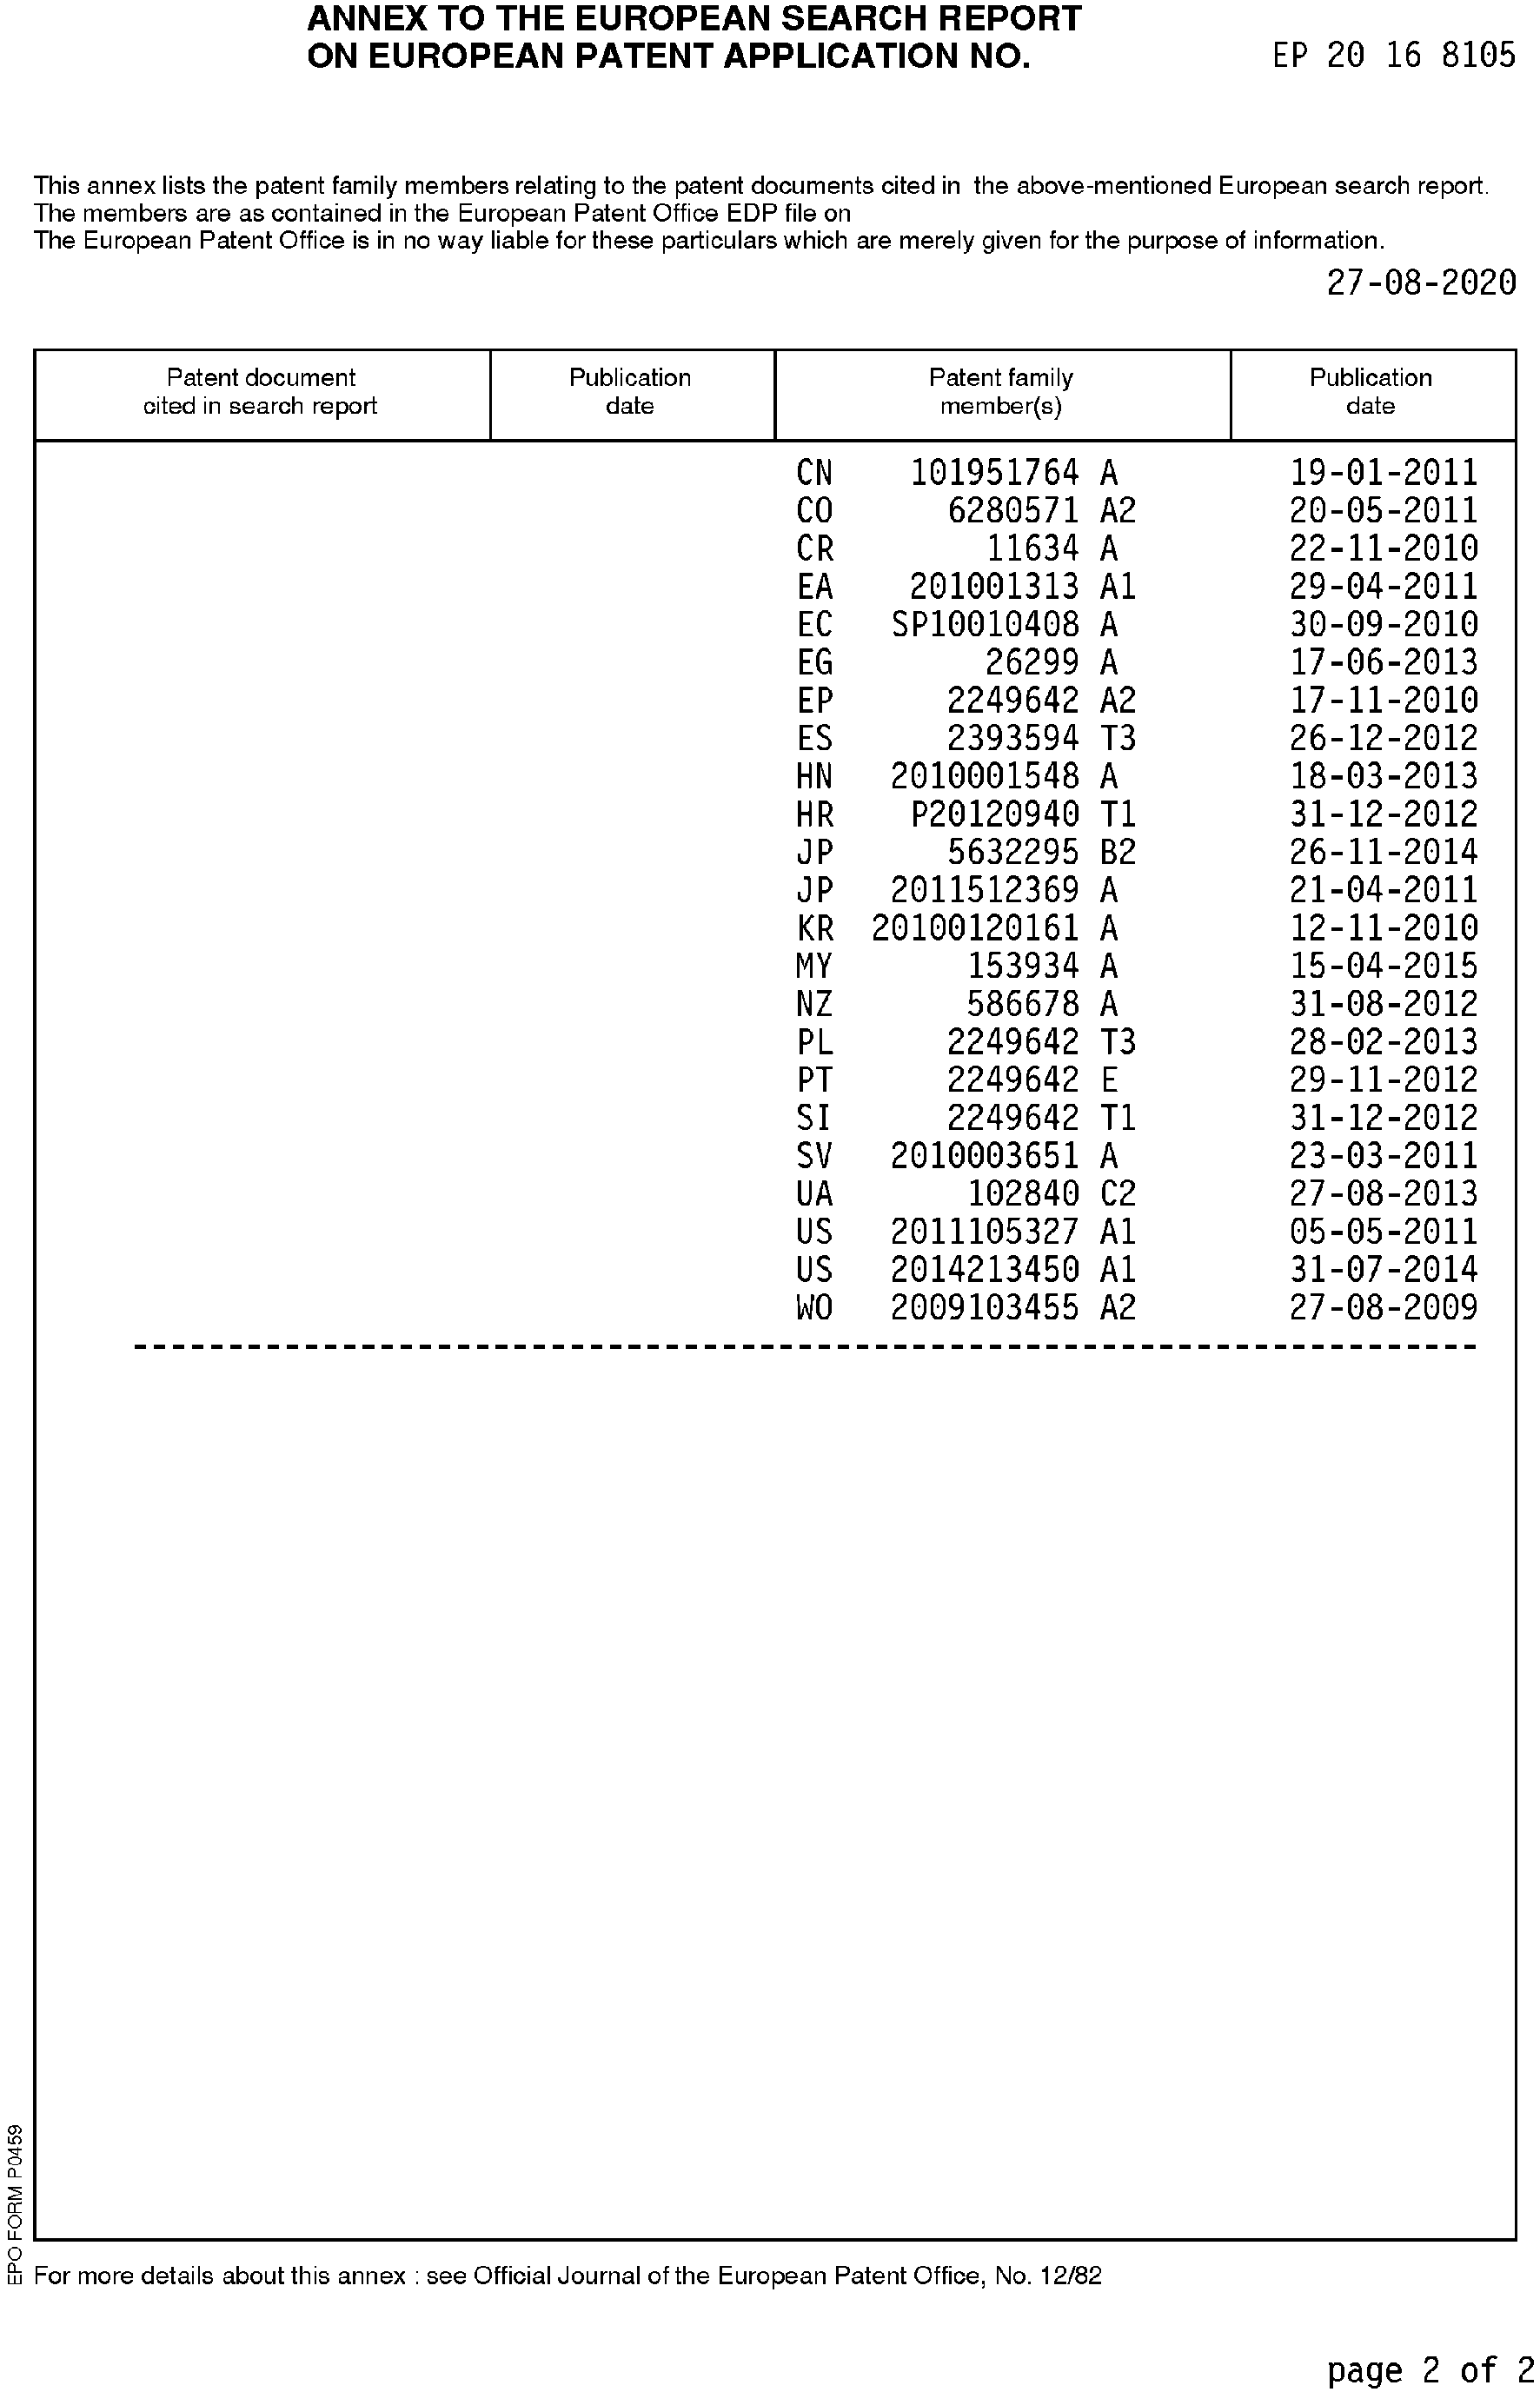 ANNEX TO THE EUROPEAN SEARCH REPORT
ON EUROPEAN PATENT APPLICATION NO. EP 20 16 8105
This annex lists the patent family members relating to the patent documents cited in the above-mentioned European search report.
The members are as contained in the European Patent Office EDP file on
The European Patent Office is in no way liable for these particulars which are merely given for the purpose of information.
27-08-2020
Patent document cited in search report Publication date Patent family member(s) Publication date
CN 101951764 A 19-01-2011
CO 6280571 A2 20-05-2011
CR 11634 A 22-11-2010
EA 201001313 A1 29-04-2011
EC SP10010408 A 30-09-2010
EG 26299 A 17-06-2013
EP 2249642 A2 17-11-2010
ES 2393594 T3 26-12-2012
HN 2010001548 A 18-03-2013
HR P20120940 T1 31-12-2012
JP 5632295 B2 26-11-2014
JP 2011512369 A 21-04-2011
KR 20100120161 A 12-11-2010
MY 153934 A 15-04-2015
NZ 586678 A 31-08-2012
PL 2249642 T3 28-02-2013
PT 2249642 E 29-11-2012
SI 2249642 T1 31-12-2012
SV 2010003651 A 23-03-2011
UA 102840 C2 27-08-2013
US 2011105327 A1 05-05-2011
US 2014213450 A1 31-07-2014
WO 2009103455 A2 27-08-2009
EPO FORM P0459
For more details about this annex : see Official Journal of the European Patent Office, No. 12/82
page 2 of 2